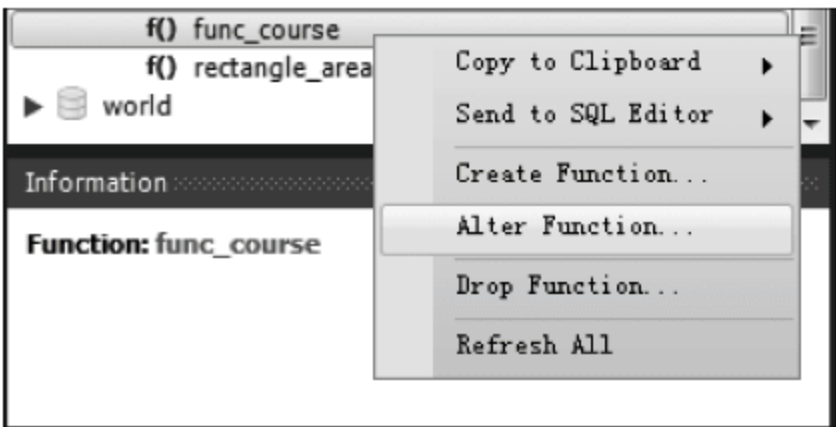 f() func_course
f() rectangle_area
world
Copy to Clipboard
Send to SQL Editor
Create Function...
Alter Function...
Drop Function...
Refresh All
Information
Function: func_course